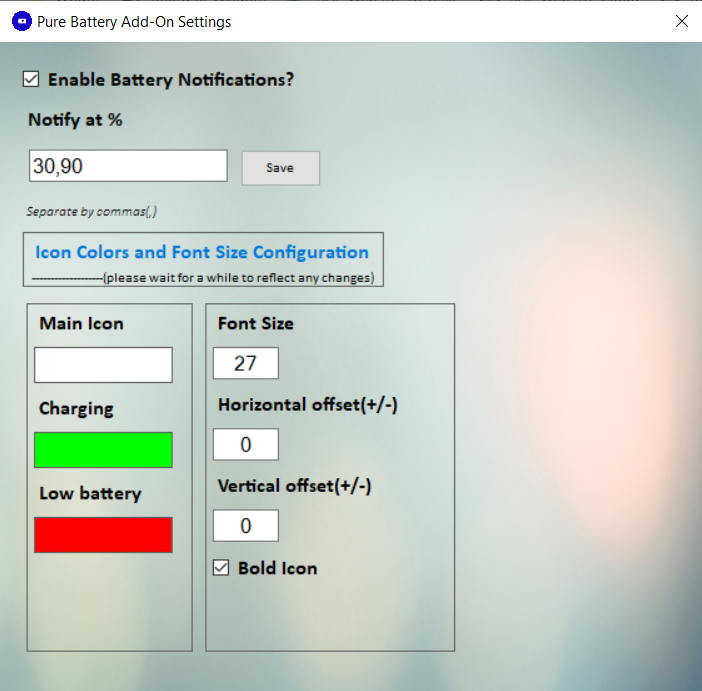 Pure Battery Add-On Settings
Enable Battery Notifications?
Notify at %
30,90
Save
Separate by commas(,)
Icon Colors and Font Size Configuration
--------------------(please wait for a while to reflect any changes)
Main Icon
Charging
Low battery
Font Size
27
Horizontal offset(+/-)
0
Vertical offset(+/-)
0
Bold Icon